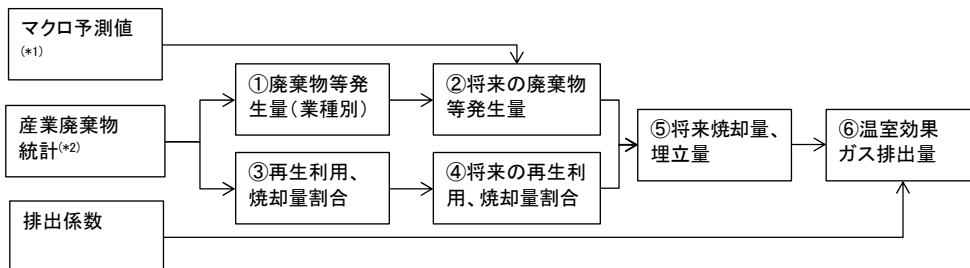 マクロ予測値
(*1)
①廃棄物等発
生量（業種別）
②将来の廃棄物
等発生量
産業廃棄物
統計(*2)
③再生利用、
焼却量割合
④将来の再生利
用、焼却量割合
⑤将来焼却量、
埋立量
⑥温室効果
ガス排出量
排出係数